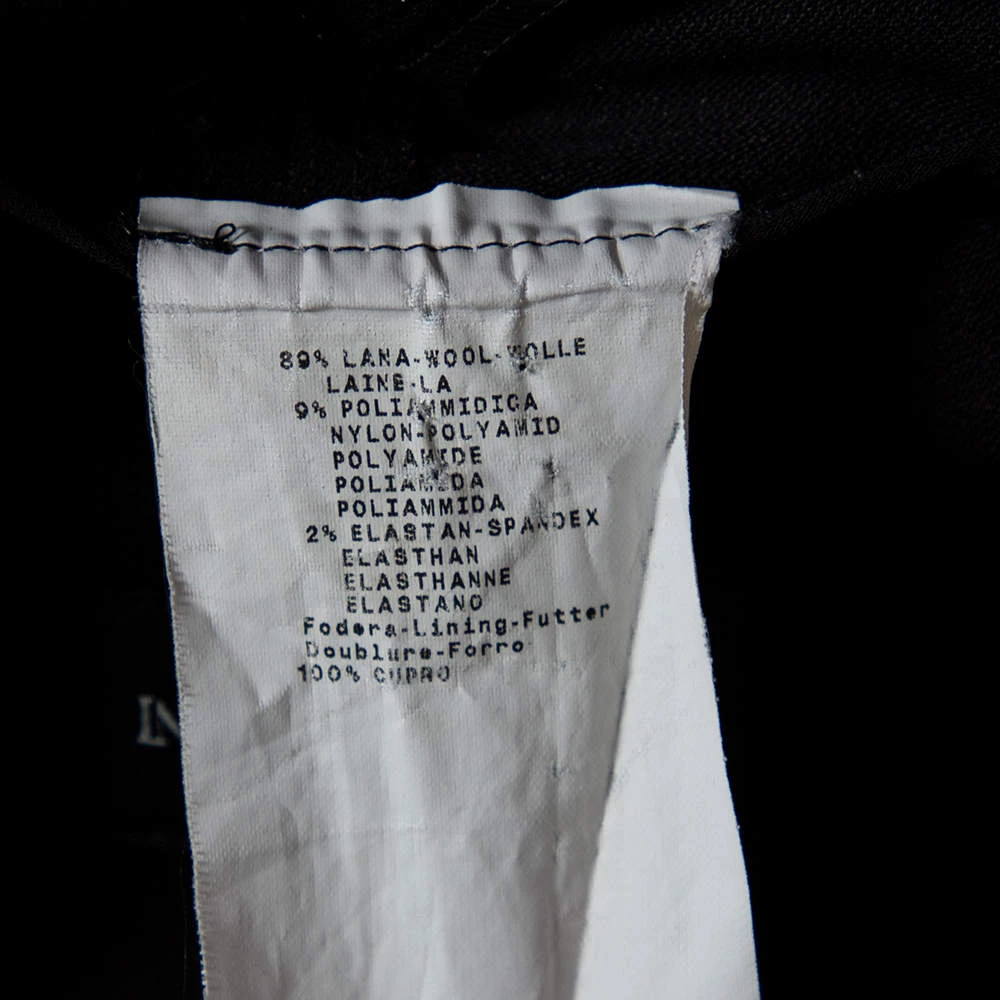 89% LANA-WOOL-WOLLE
LAINE-LA
9% POLIAMMIDICA
NYLON-POLYAMID
POLYAMIDE
POLIAMIDA
POLIAMMIDA
2% ELASTAN-SPANDEX
ELASTHAN
ELASTHANNE
ELASTANO
Fodera-Lining-Futter
Doublure-Forro
100% CUPRO